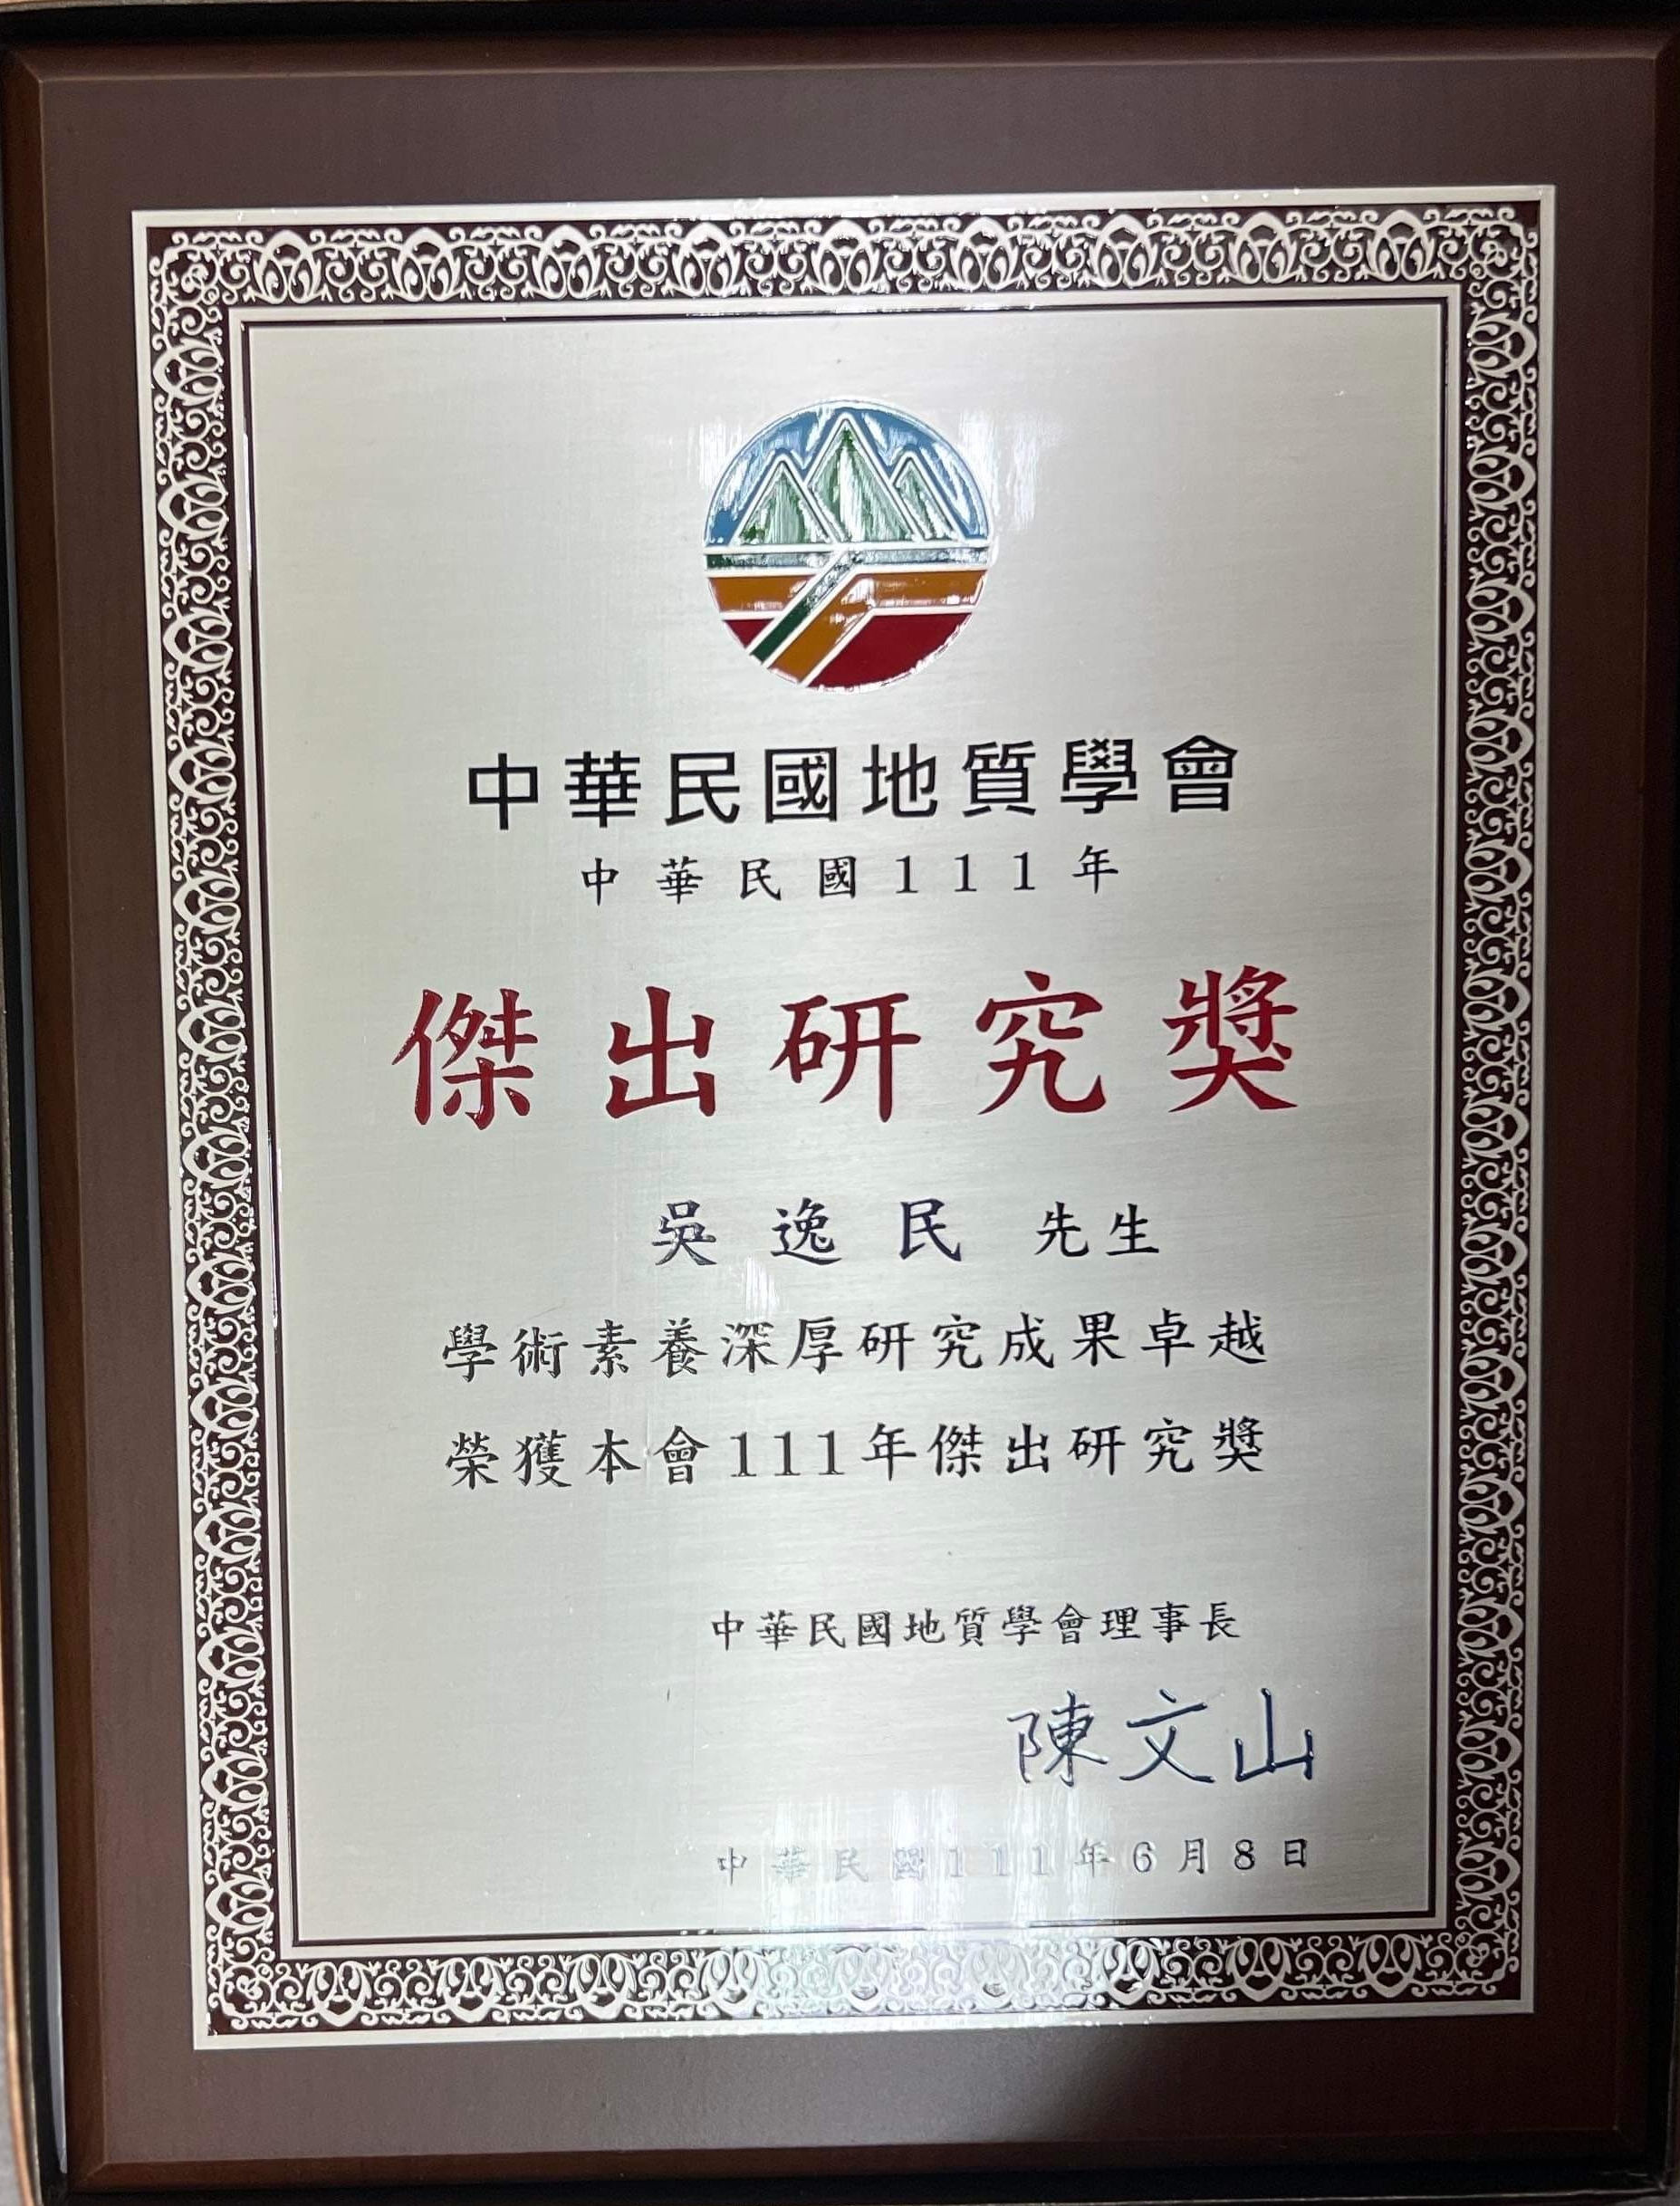 中華民國地質學會
中華民國111年
傑出研究獎
吳逸民 先生
學術素養深厚研究成果卓越
榮獲本會111年傑出研究獎
中華民國地質學會理事長
陳文山
中華民國111年6月8日